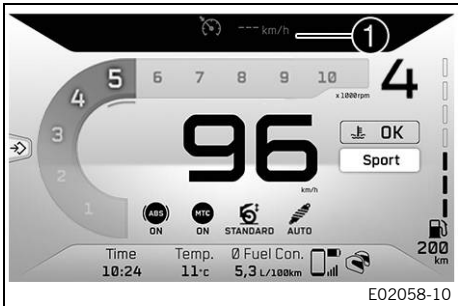 --- km/h 1
5 6 7 8 9 10 4
4 x 1000rpm
3 OK
96
Sport
2
km/h
1
ABS MTC
ON ON STANDARD AUTO
Time Temp. Ø Fuel Con. 200
10:24 11°C 5,3 L/100km km
E02058-10